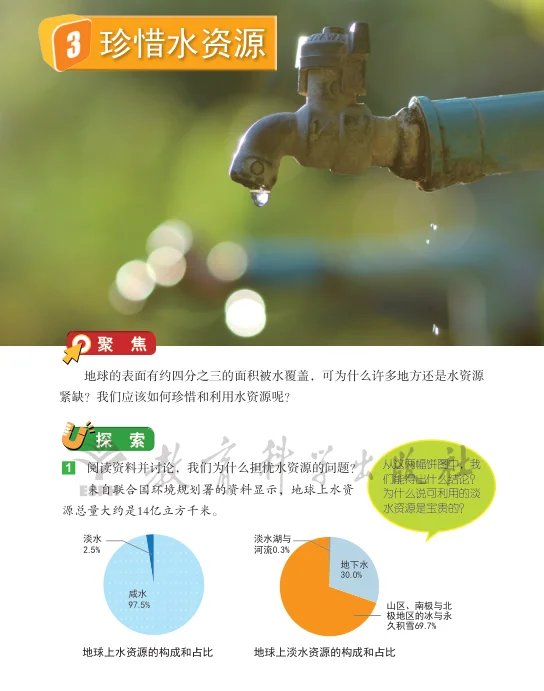 3 珍惜水资源
聚焦
地球的表面有约四分之三的面积被水覆盖，可为什么许多地方还是水资源
紧缺？我们应该如何珍惜和利用水资源呢？
探索
1 阅读资料并讨论，我们为什么担忧水资源的问题？
来自联合国环境规划署的资料显示，地球上水资
源总量大约是14亿立方千米。
从这两幅饼图中，我
们能得出什么结论？
为什么说可利用的淡
水资源是宝贵的？
教育科学出版社
淡水
2.5%
咸水
97.5%
地球上水资源的构成和占比
淡水湖与
河流0.3%
地下水
30.0%
山区、南极与北
极地区的冰与永
久积雪69.7%
地球上淡水资源的构成和占比